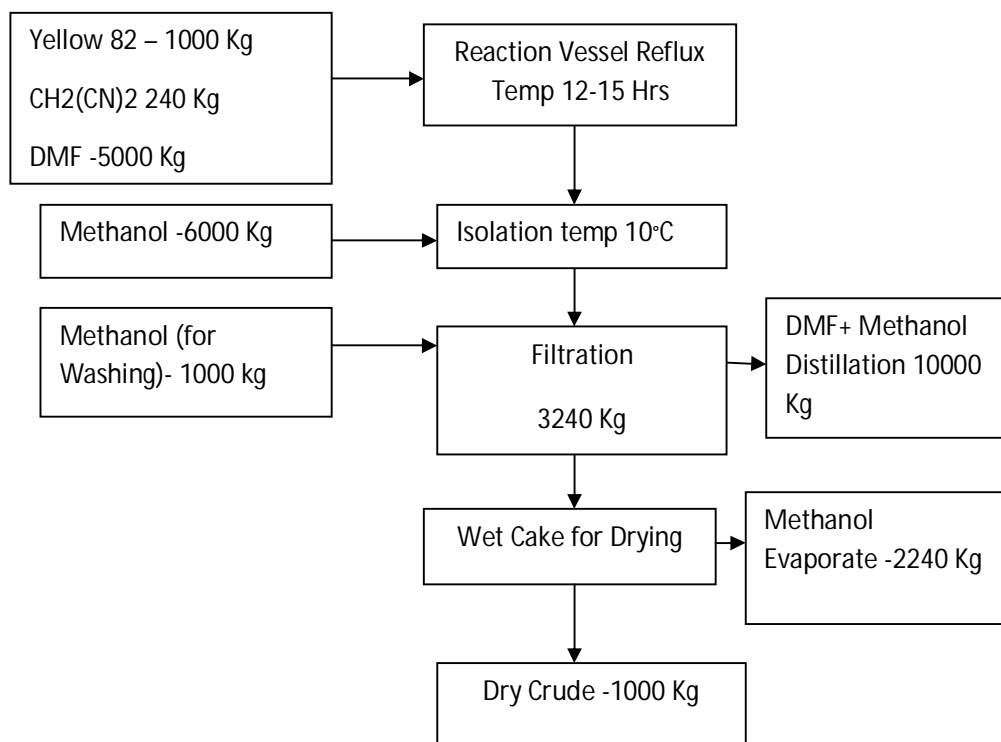 Yellow 82 – 1000 Kg
CH2(CN)2 240 Kg
DMF -5000 Kg
Reaction Vessel Reflux
Temp 12-15 Hrs
Methanol -6000 Kg
Isolation temp 10°C
Methanol (for
Washing)- 1000 kg
Filtration
3240 Kg
DMF+ Methanol
Distillation 10000
Kg
Wet Cake for Drying
Methanol
Evaporate -2240 Kg
Dry Crude -1000 Kg